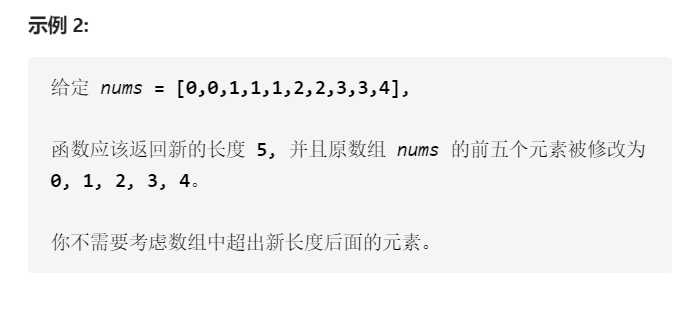 示例 2:
给定 nums = [0,0,1,1,1,2,2,3,3,4],
函数应该返回新的长度 5, 并且原数组 nums 的前五个元素被修改为
0, 1, 2, 3, 4。
你不需要考虑数组中超出新长度后面的元素。